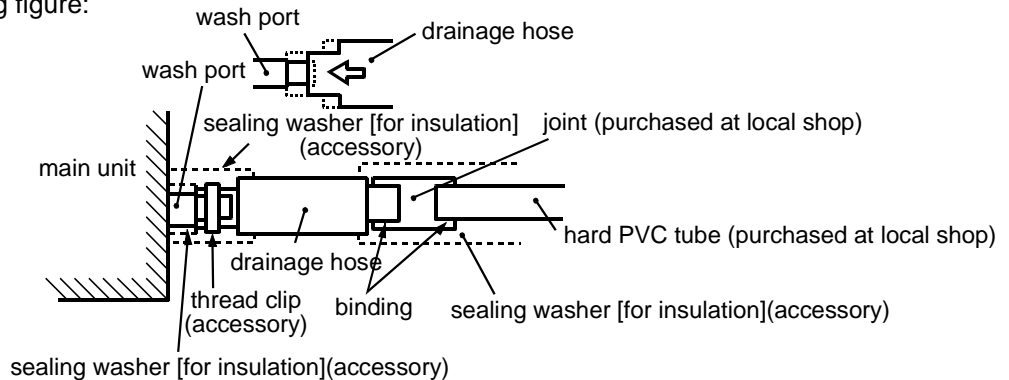 g figure:
wash port
drainage hose
wash port
sealing washer [for insulation]
(accessory)
joint (purchased at local shop)
main unit
hard PVC tube (purchased at local shop)
drainage hose
thread clip
(accessory)
binding
sealing washer [for insulation](accessory)
sealing washer [for insulation](accessory)